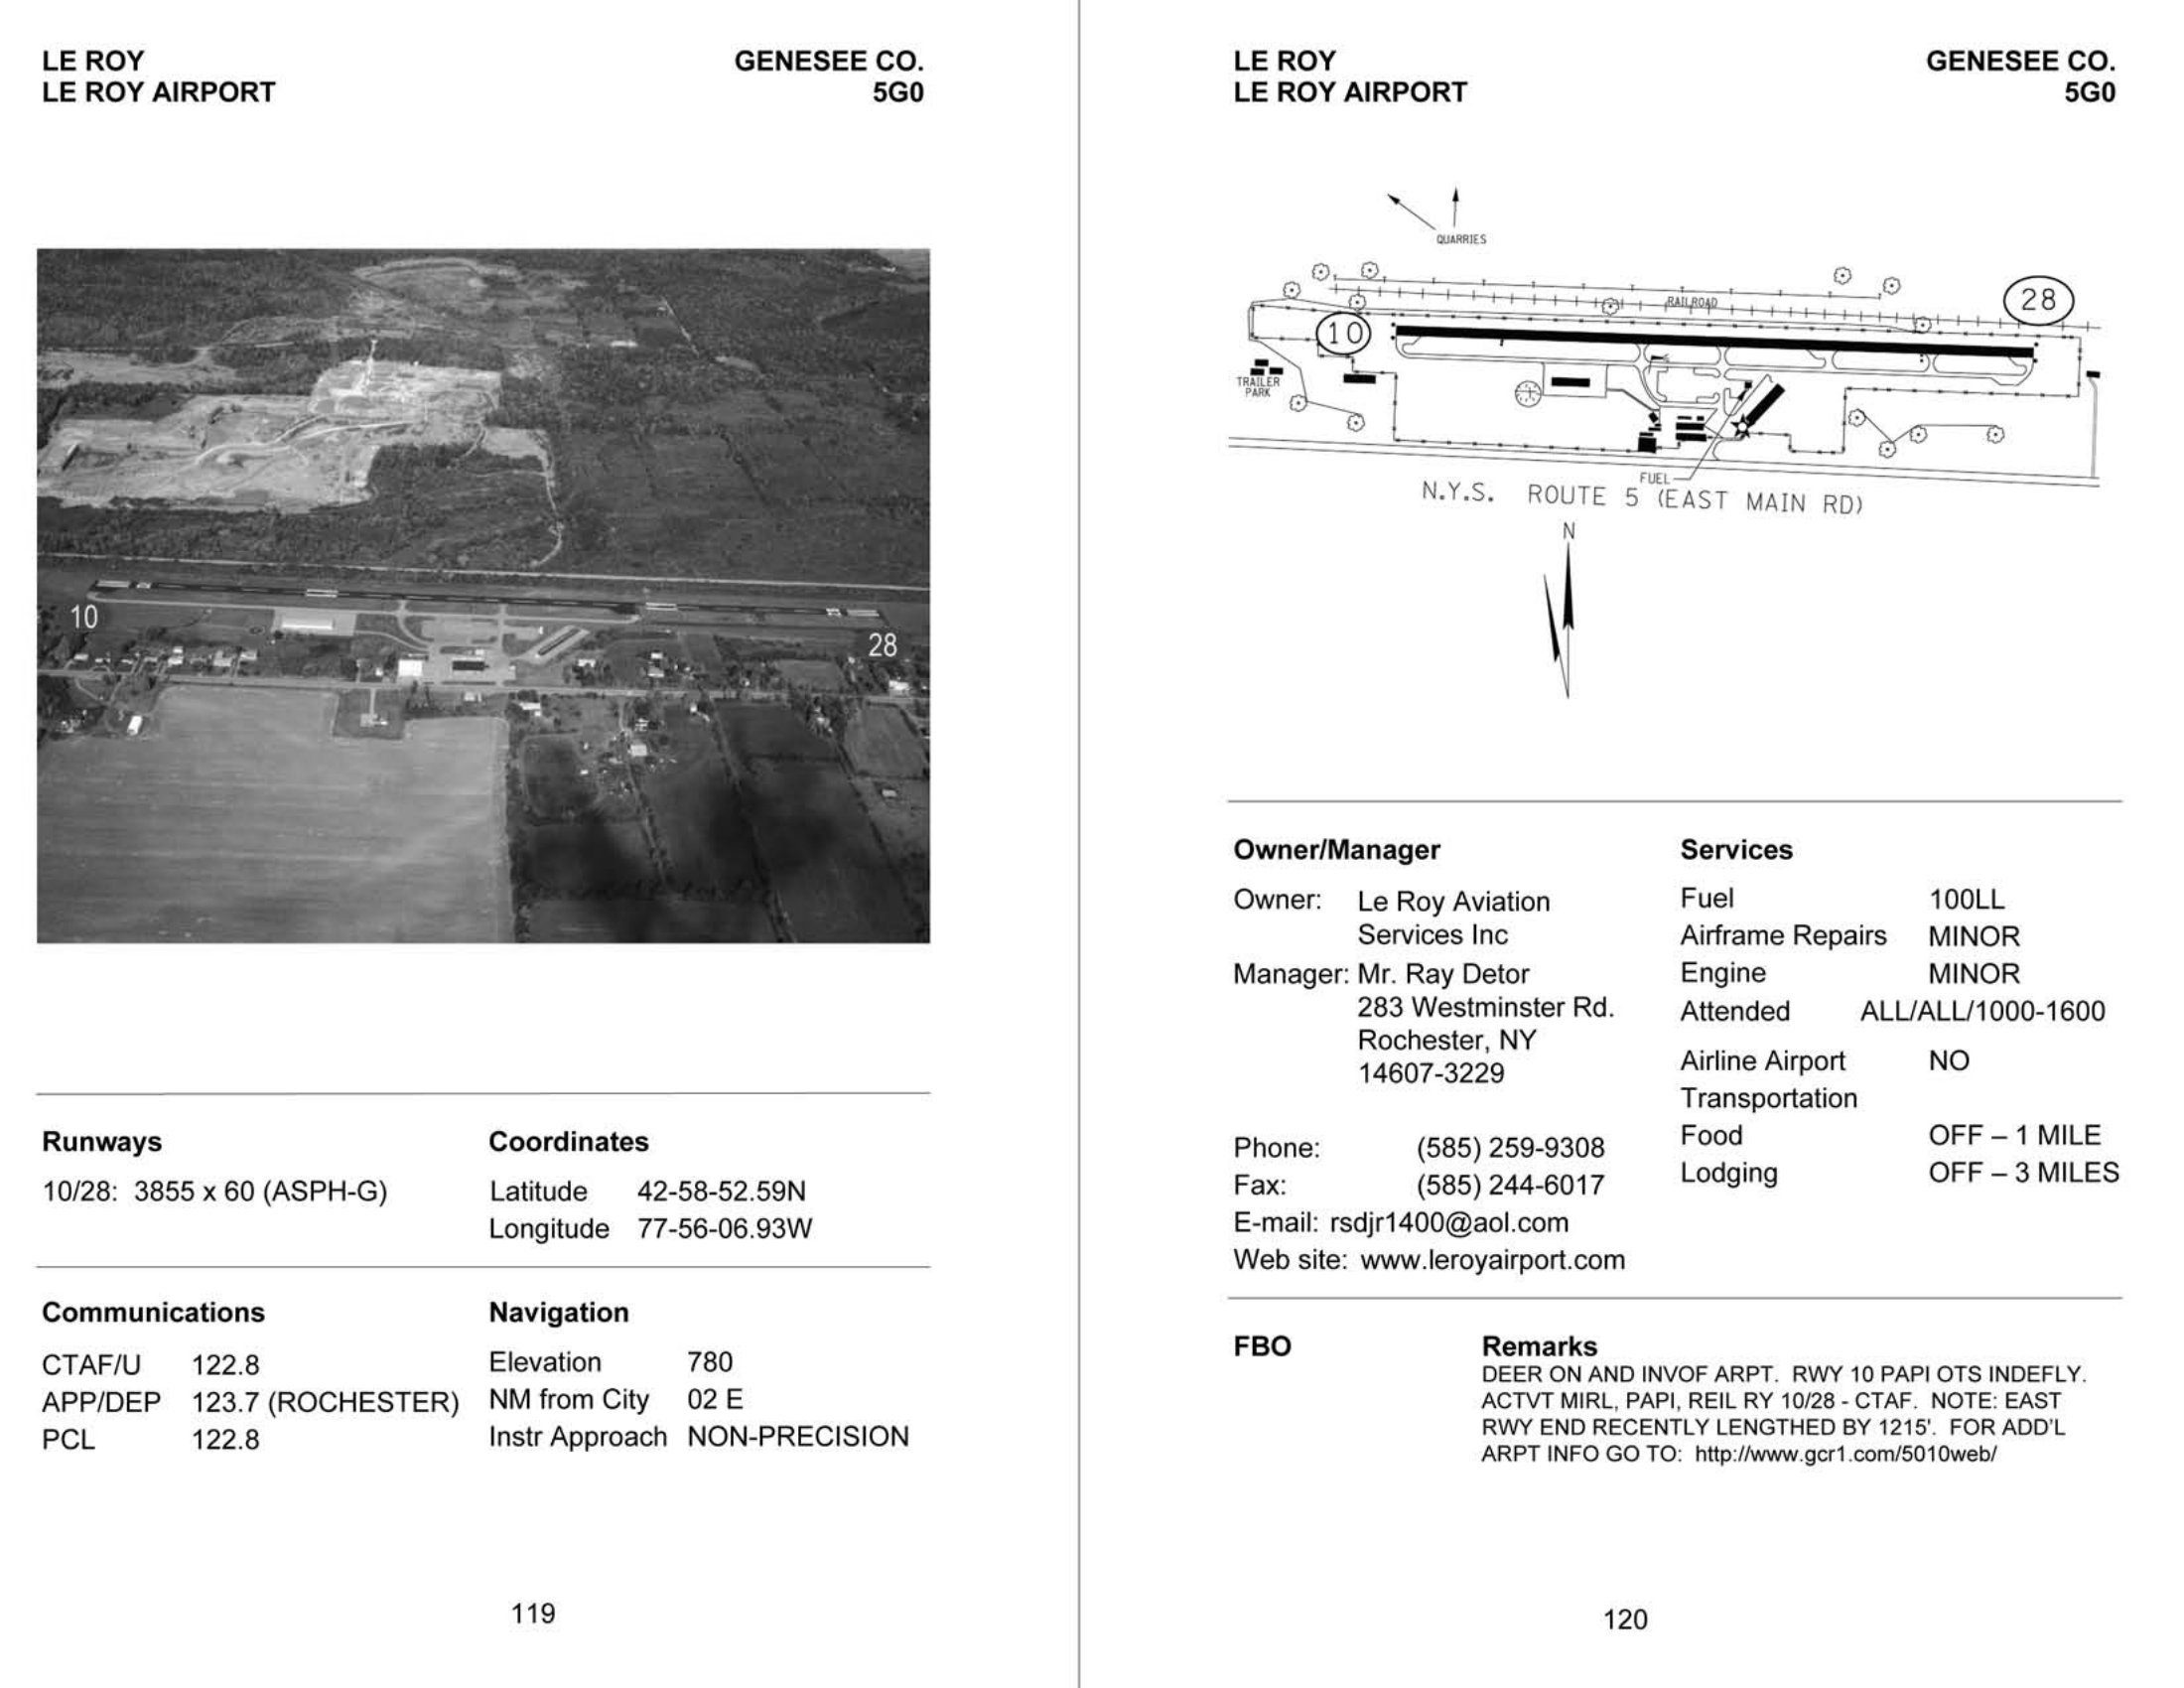 LE ROY GENESEE CO.
LE ROY AIRPORT 5G0
10
28
Runways
10/28: 3855 x 60 (ASPH-G)
Coordinates
Latitude 42-58-52.59N
Longitude 77-56-06.93W
Communications
CTAF/U 122.8
APP/DEP 123.7 (ROCHESTER)
PCL 122.8
Navigation
Elevation 780
NM from City 02 E
Instr Approach NON-PRECISION
119
LE ROY GENESEE CO.
LE ROY AIRPORT 5G0
QUARRIES
RAILROAD
28
10
TRAILER
PARK
FUEL
N.Y.S. ROUTE 5 (EAST MAIN RD)
N
Owner/Manager
Owner: Le Roy Aviation
Services Inc
Manager: Mr. Ray Detor
283 Westminster Rd.
Rochester, NY
14607-3229
Phone: (585) 259-9308
Fax: (585) 244-6017
E-mail: rsdjr1400@aol.com
Web site: www.leroyairport.com
Services
Fuel 100LL
Airframe Repairs MINOR
Engine MINOR
Attended ALL/ALL/1000-1600
Airline Airport NO
Transportation
Food OFF – 1 MILE
Lodging OFF – 3 MILES
FBO
Remarks
DEER ON AND INVOF ARPT. RWY 10 PAPI OTS INDEFLY.
ACTVT MIRL, PAPI, REIL RY 10/28 - CTAF. NOTE: EAST
RWY END RECENTLY LENGTHED BY 1215'. FOR ADD'L
ARPT INFO GO TO: http://www.gcr1.com/5010web/
120